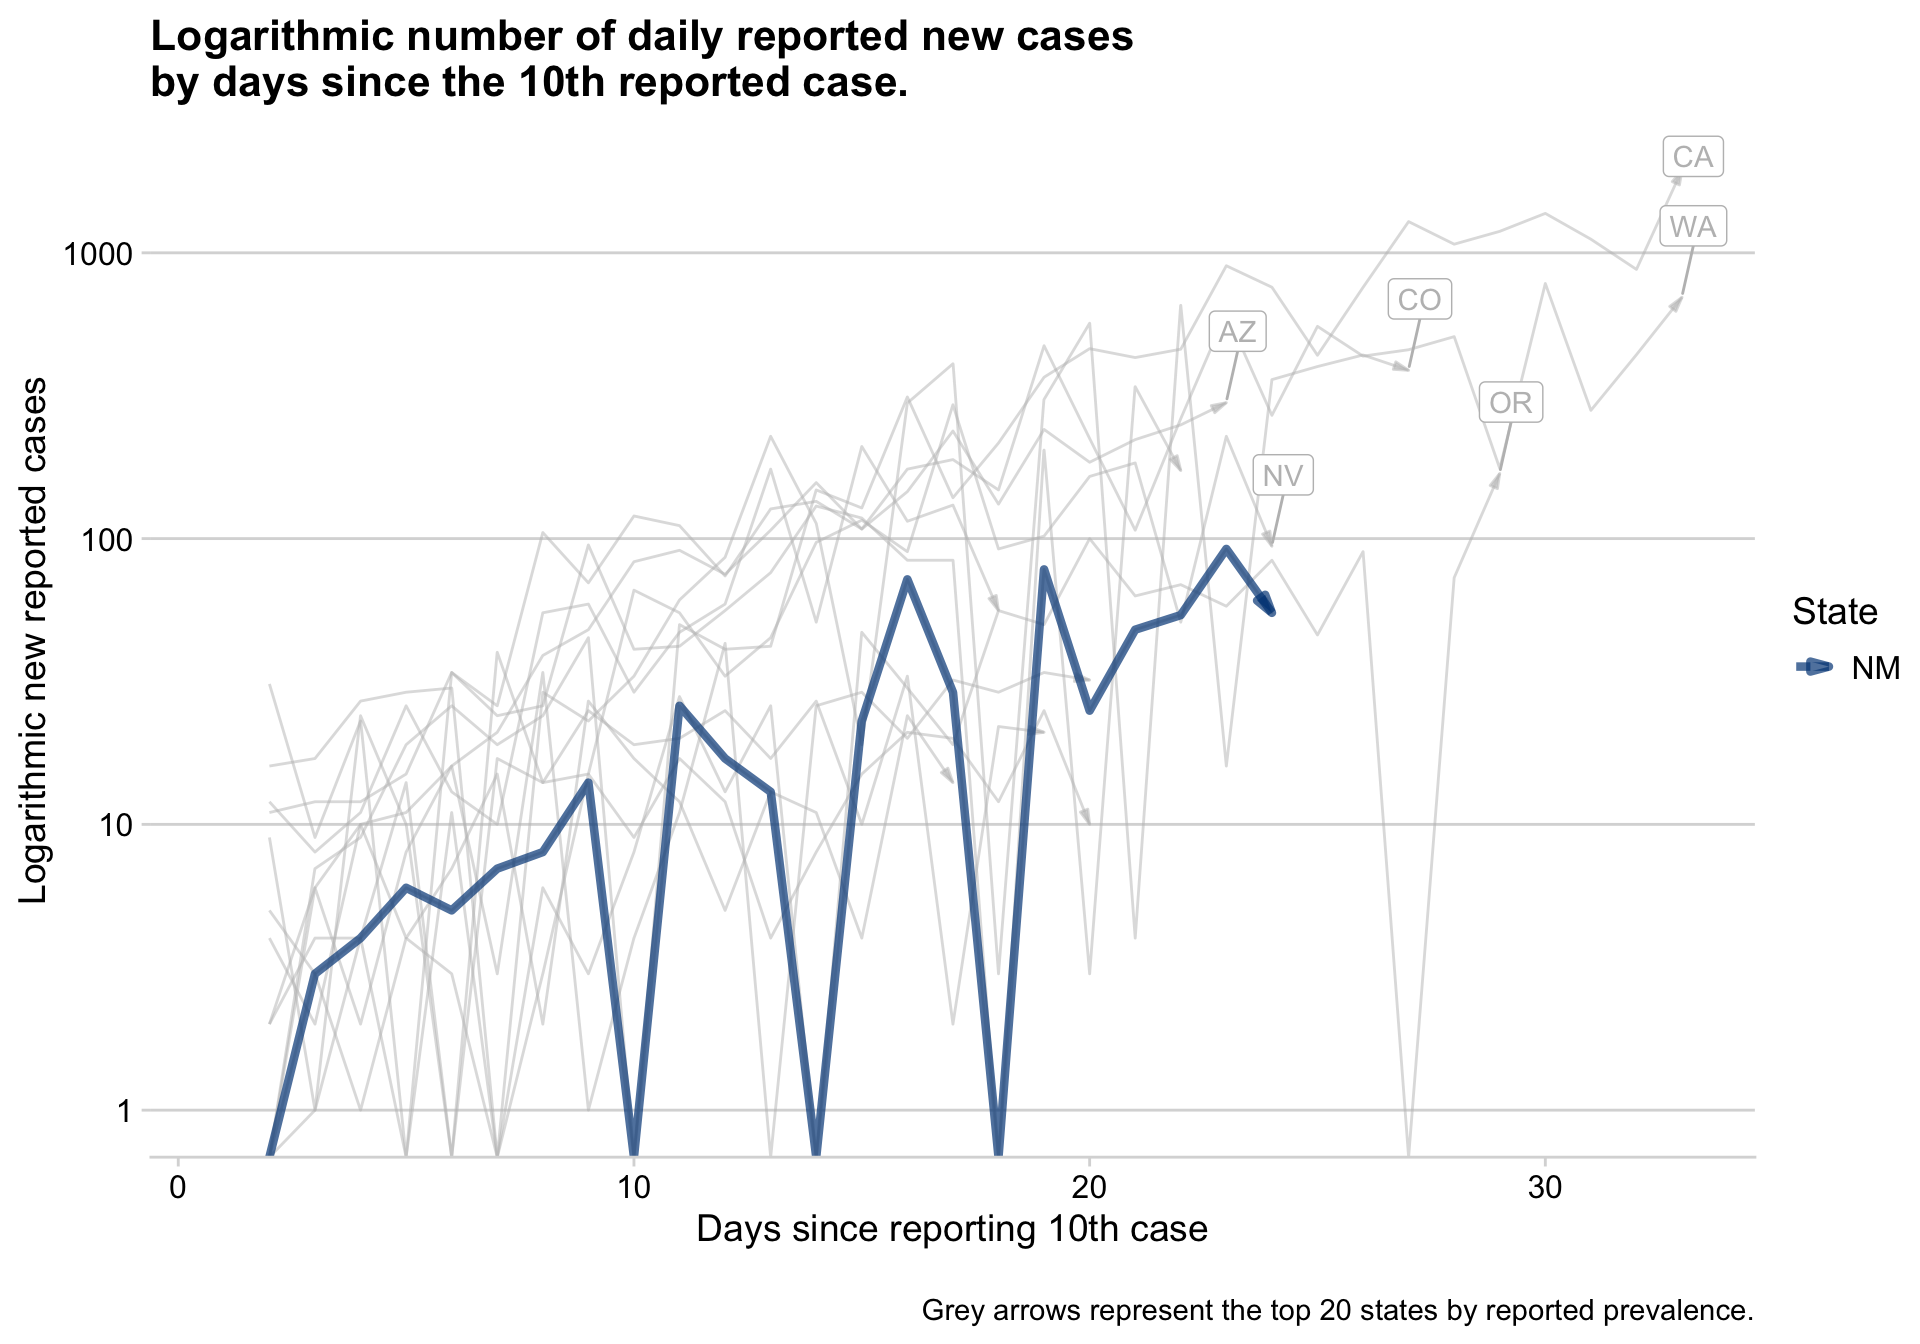 Logarithmic number of daily reported new cases
by days since the 10th reported case.
CA
WA
1000
CO
AZ
OR
NV
100
Logarithmic new reported cases
State
NM
10
1
0
10
20
30
Days since reporting 10th case
Grey arrows represent the top 20 states by reported prevalence.